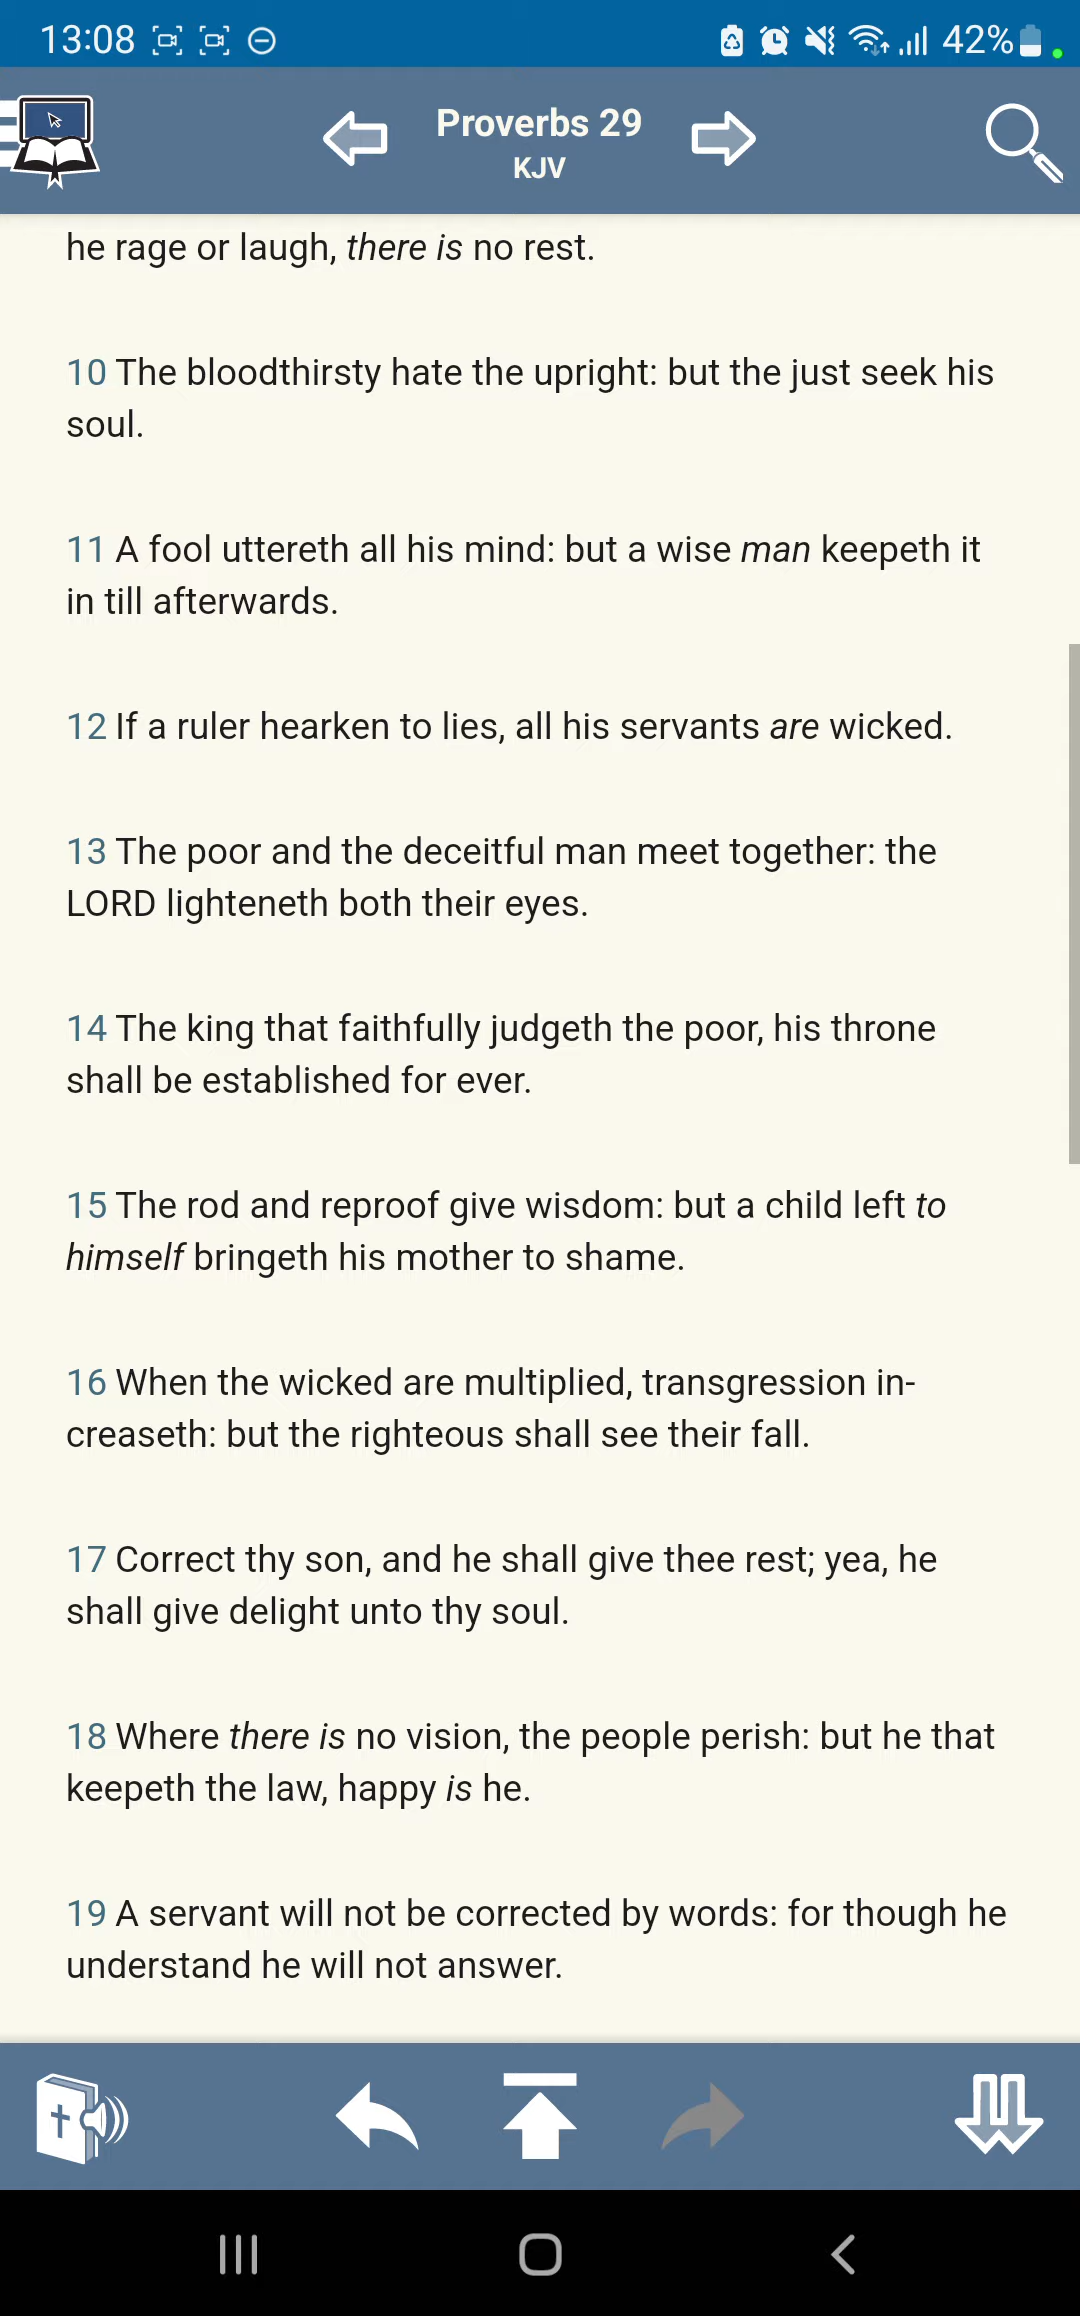 13:08
42%
Proverbs 29
KJV
he rage or laugh, there is no rest.
10 The bloodthirsty hate the upright: but the just seek his
soul.
11 A fool uttereth all his mind: but a wise man keepeth it
in till afterwards.
12 If a ruler hearken to lies, all his servants are wicked.
13 The poor and the deceitful man meet together: the
LORD lighteneth both their eyes.
14 The king that faithfully judgeth the poor, his throne
shall be established for ever.
15 The rod and reproof give wisdom: but a child left to
himself bringeth his mother to shame.
16 When the wicked are multiplied, transgression in-
creaseth: but the righteous shall see their fall.
17 Correct thy son, and he shall give thee rest; yea, he
shall give delight unto thy soul.
18 Where there is no vision, the people perish: but he that
keepeth the law, happy is he.
19 A servant will not be corrected by words: for though he
understand he will not answer.